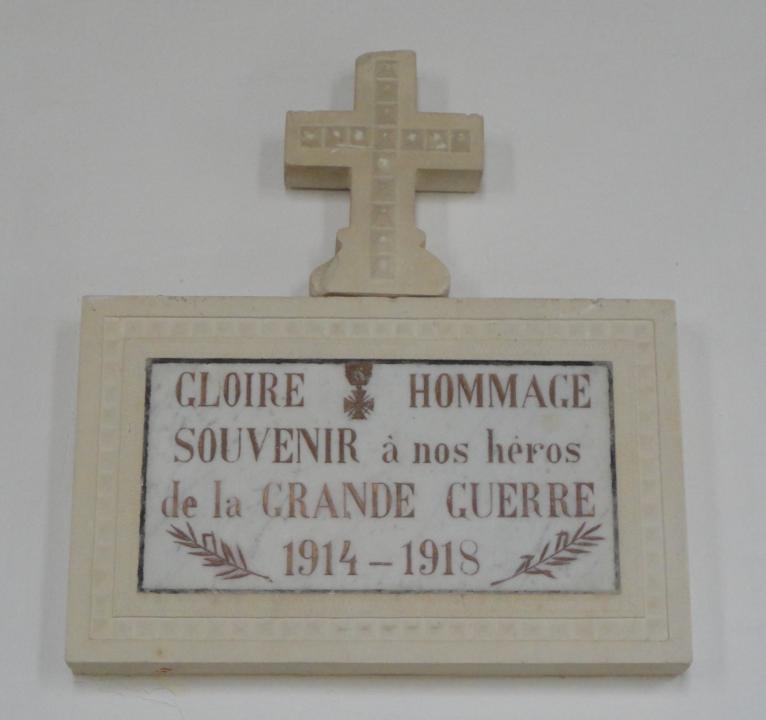 GLOIRE HOMMAGE
SOUVENIR à nos héros
de la GRANDE GUERRE
1914 - 1918